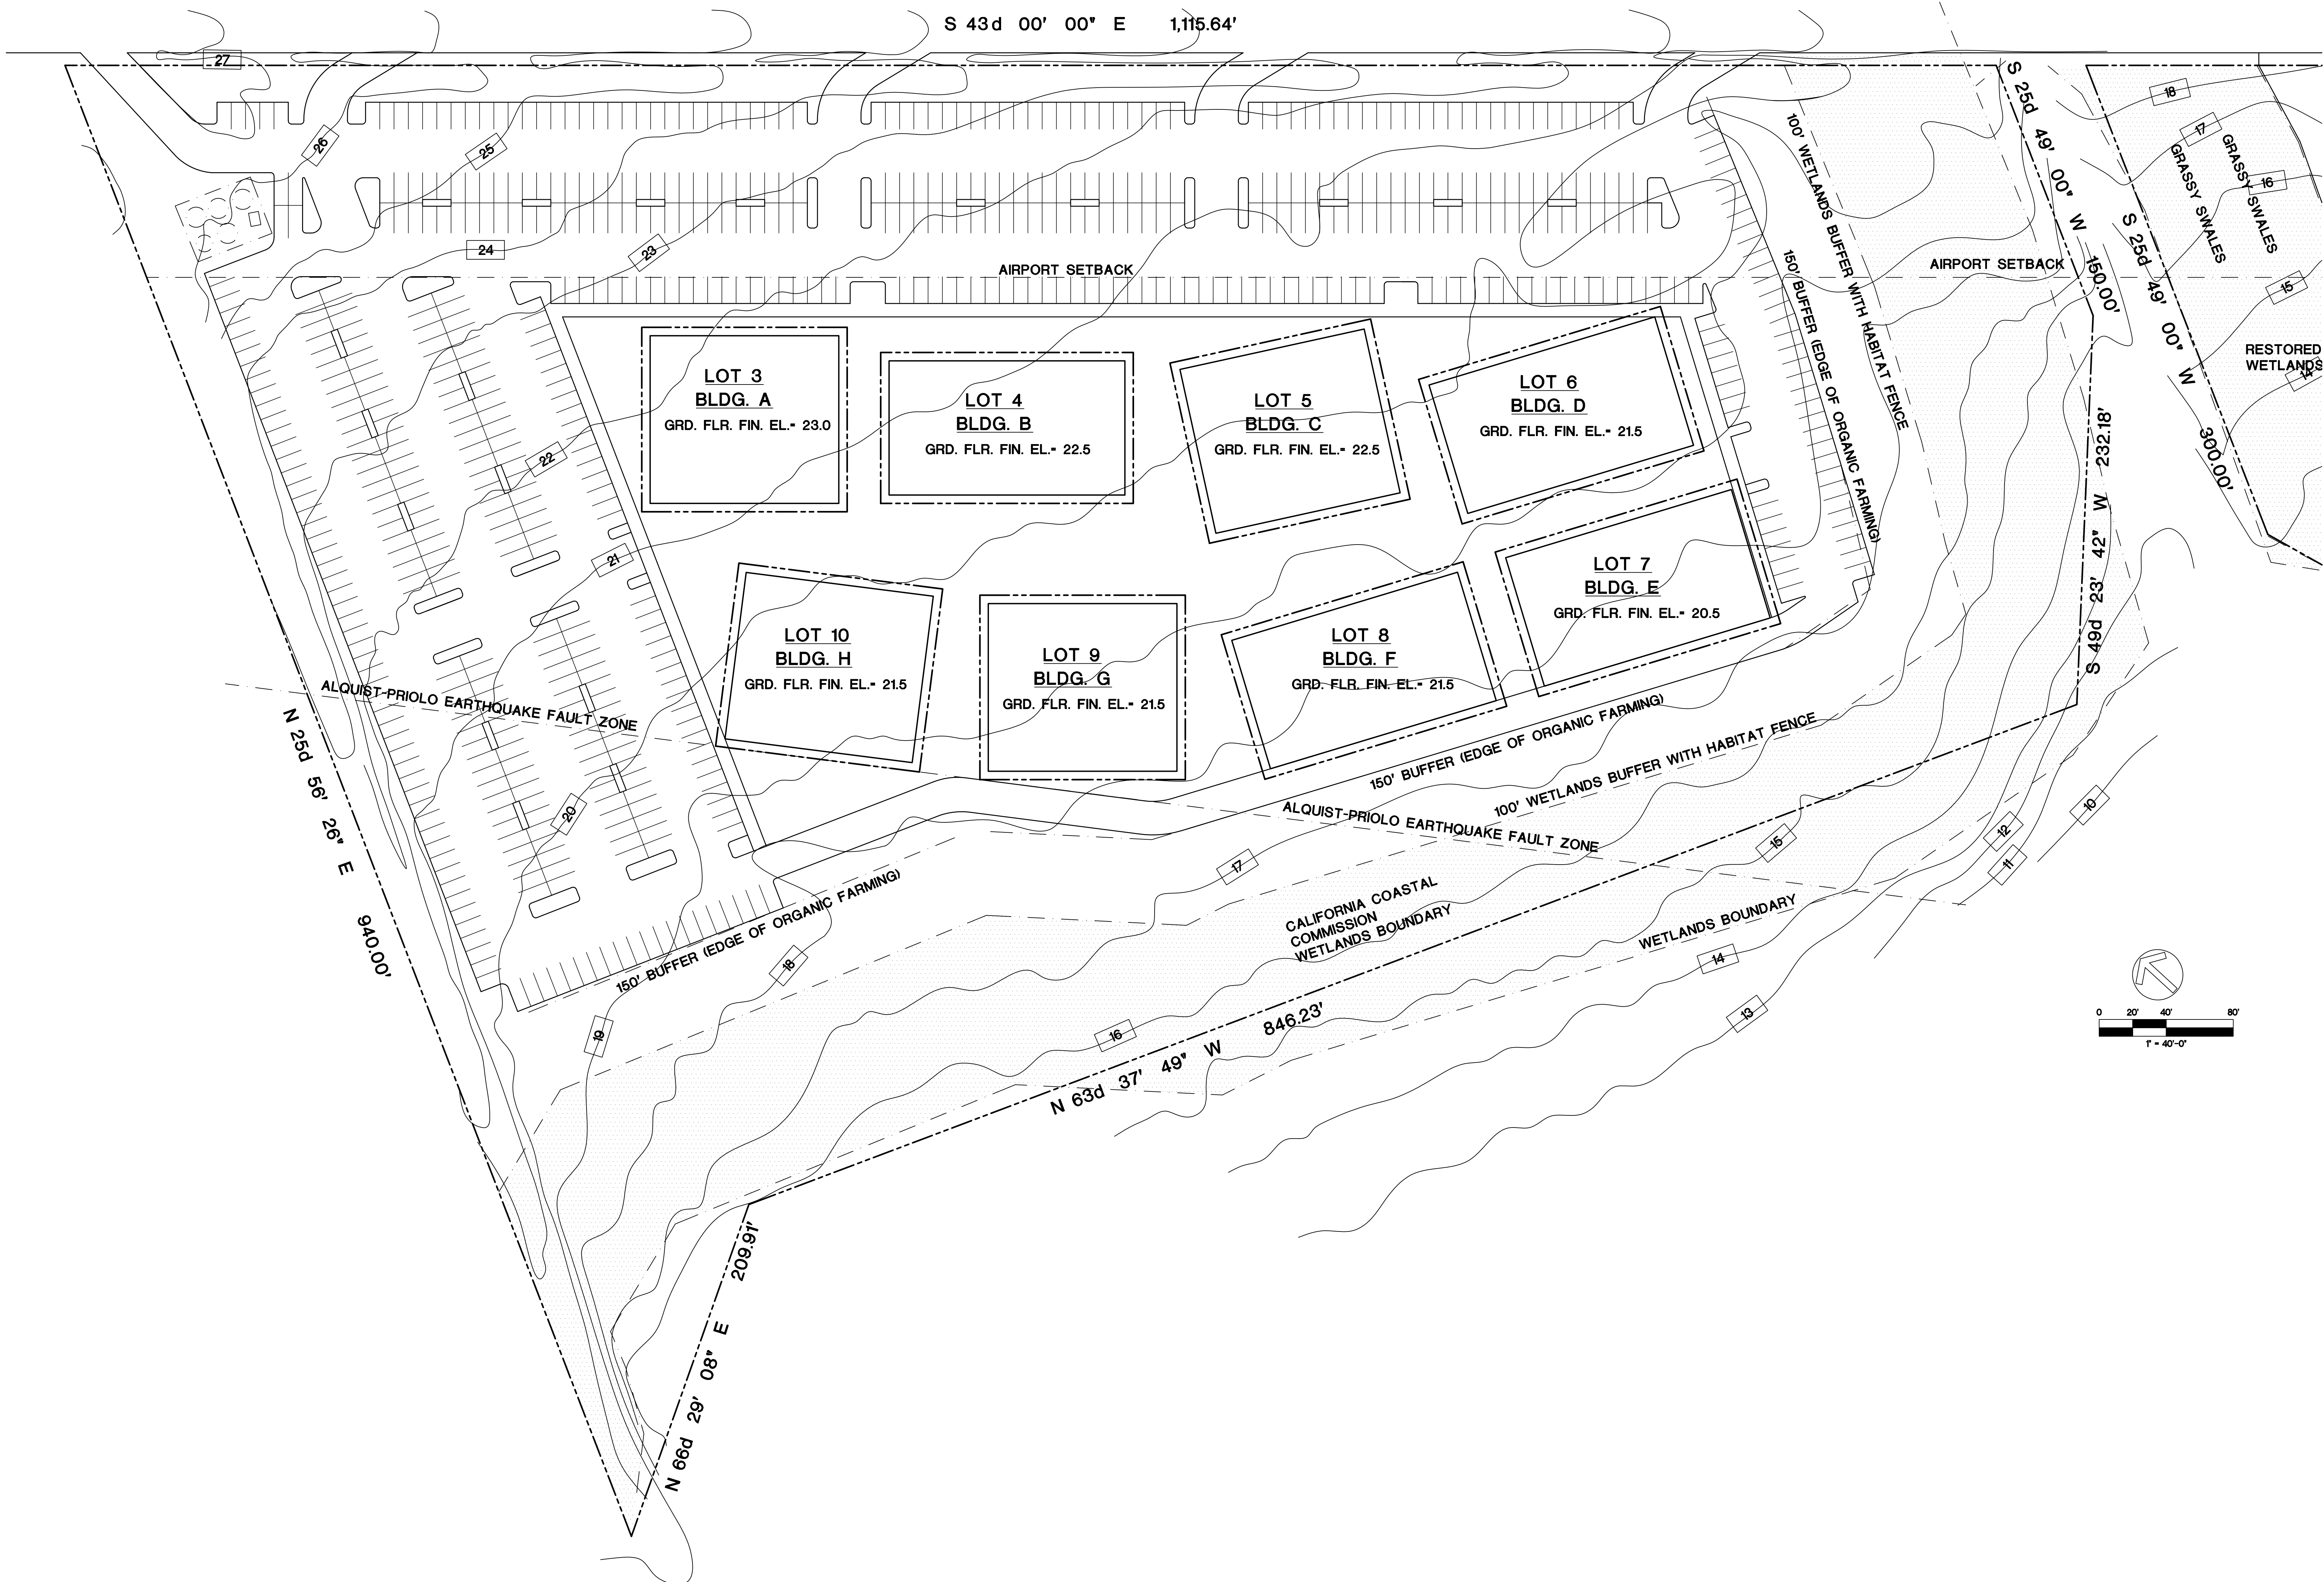 S 43d 00' 00" E 1,115.64'
27
26
25
24
23
22
21
20
19
18
17
16
15
14
13
12
11
10
18
17
16
15
14
GRASSY SWALES
GRASSY SWALES
RESTORED
WETLANDS
S 25d 49' 00" W 150.00'
S 25d 49' 00" W 300.00'
S 49d 23' 42" W 232.18'
100' WETLANDS BUFFER WITH HABITAT FENCE
150' BUFFER (EDGE OF ORGANIC FARMING)
AIRPORT SETBACK
AIRPORT SETBACK
LOT 3
BLDG. A
GRD. FLR. FIN. EL.= 23.0
LOT 4
BLDG. B
GRD. FLR. FIN. EL.= 22.5
LOT 5
BLDG. C
GRD. FLR. FIN. EL.= 22.5
LOT 6
BLDG. D
GRD. FLR. FIN. EL.= 21.5
LOT 7
BLDG. E
GRD. FLR. FIN. EL.= 20.5
LOT 10
BLDG. H
GRD. FLR. FIN. EL.= 21.5
LOT 9
BLDG. G
GRD. FLR. FIN. EL.= 21.5
LOT 8
BLDG. F
GRD. FLR. FIN. EL.= 21.5
ALQUIST-PRIOLO EARTHQUAKE FAULT ZONE
N 25d 56' 26" E 940.00'
150' BUFFER (EDGE OF ORGANIC FARMING)
100' WETLANDS BUFFER WITH HABITAT FENCE
ALQUIST-PRIOLO EARTHQUAKE FAULT ZONE
150' BUFFER (EDGE OF ORGANIC FARMING)
CALIFORNIA COASTAL
COMMISSION
WETLANDS BOUNDARY
WETLANDS BOUNDARY
N 63d 37' 49" W 846.23'
N 66d 29' 08" E 209.91'
0 20' 40' 80'
1" = 40'-0"